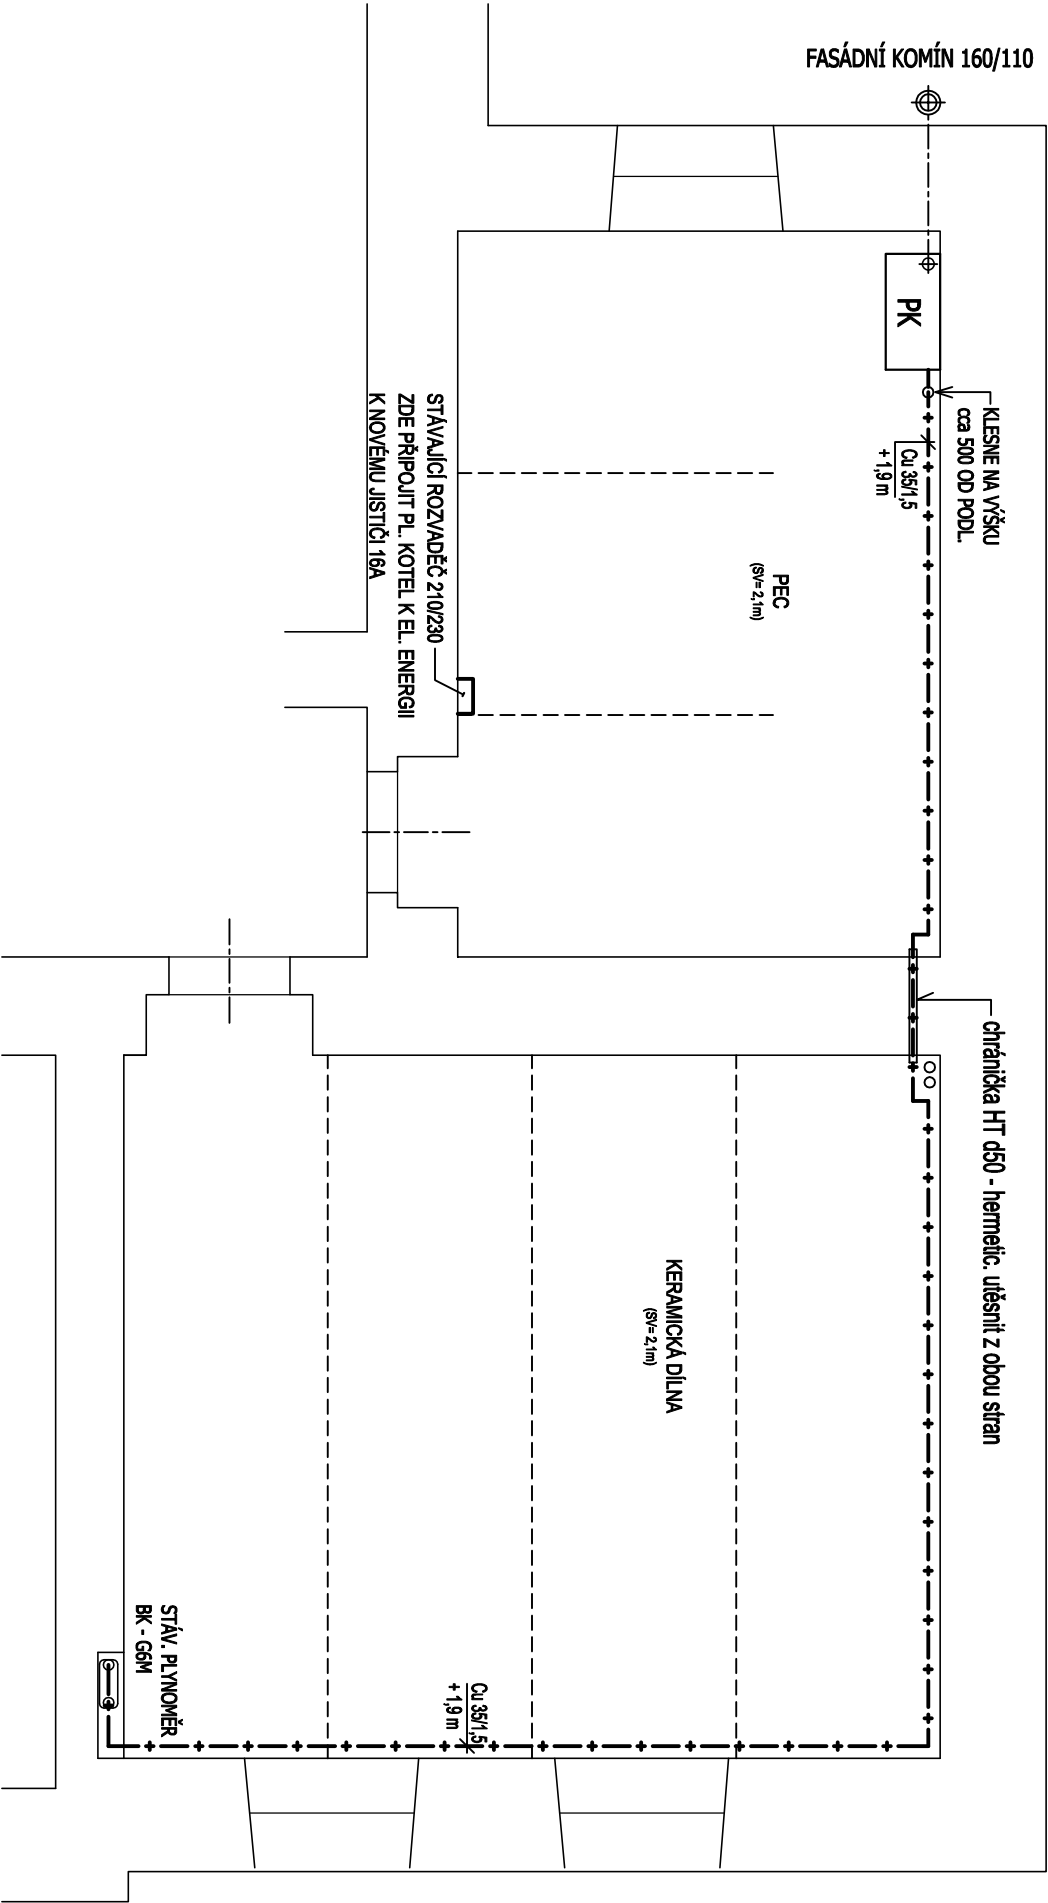 FASÁDNÍ KOMÍN 160/110
PK
KLESNE NA VÝŠKU
cca 500 OD PODL.
Cu 35/1,5
+ 1,9 m
PEC
(SV= 2,1m)
STÁVAJÍCÍ ROZVADĚČ 210/230
ZDE PŘIPOJIT PL. KOTEL K EL. ENERGII
K NOVÉMU JISTIČI 16A
chránička HT d50 - hermetic. utěsnit z obou stran
KERAMICKÁ DÍLNA
(SV= 2,1m)
STÁV. PLYNOMĚR
BK - G6M
Cu 35/1,5
+ 1,9 m